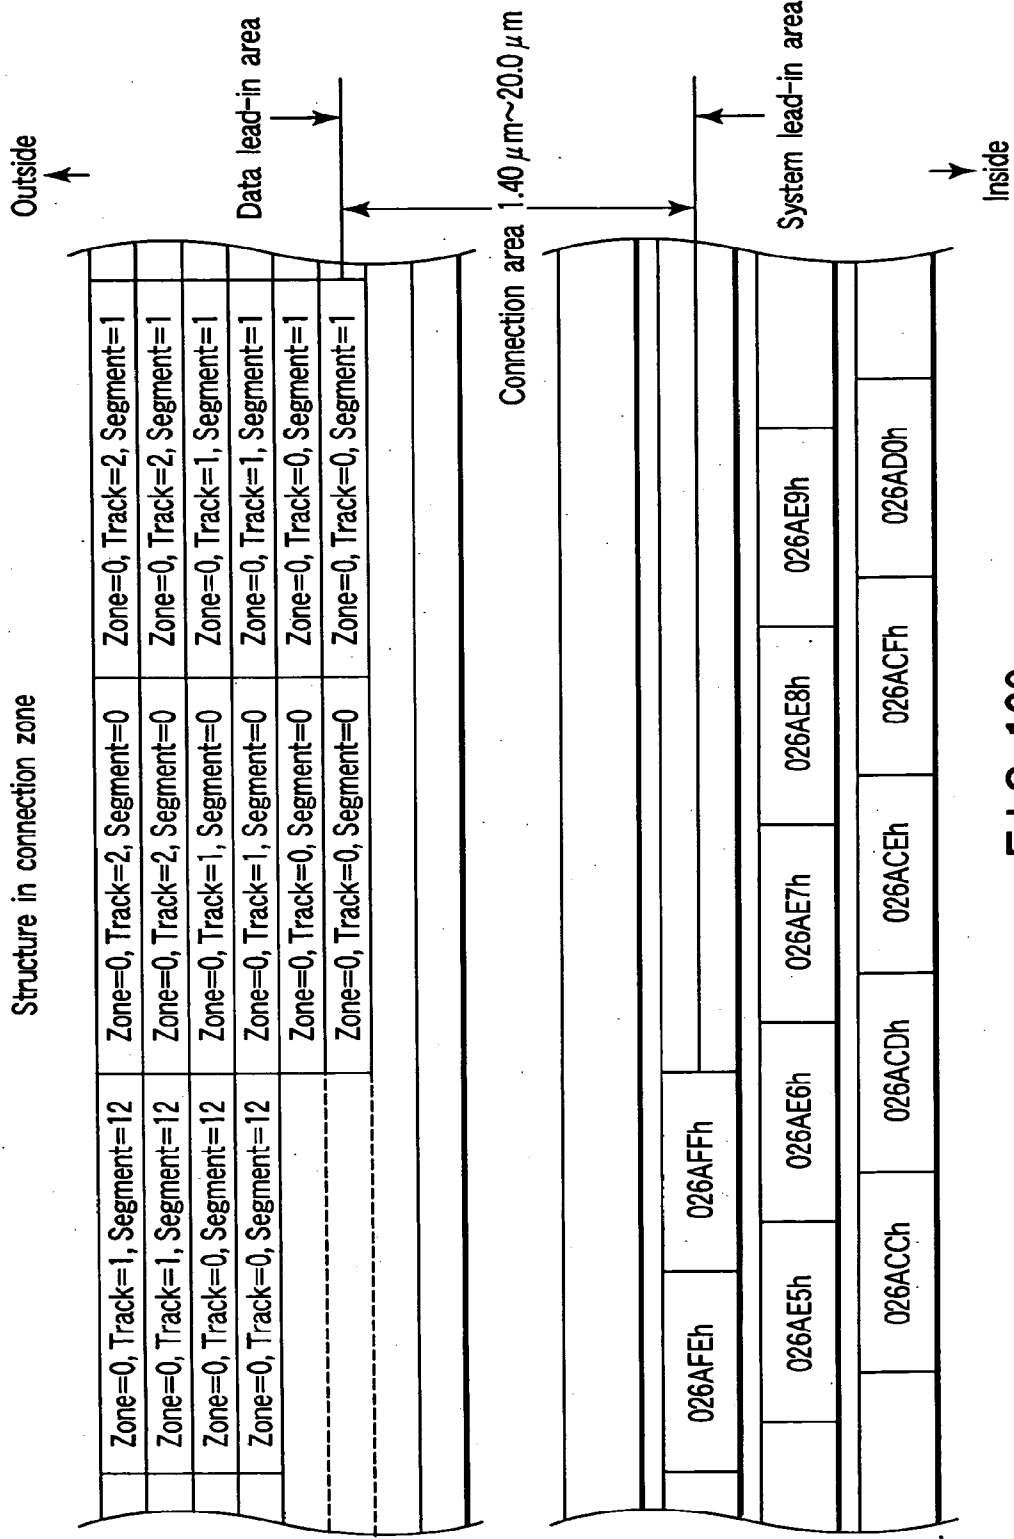 Structure in connection zone
Outside
Zone=0, Track=1, Segment=12 Zone=0, Track=2, Segment=0 Zone=0, Track=2, Segment=1
Zone=0, Track=1, Segment=12 Zone=0, Track=2, Segment=0 Zone=0, Track=2, Segment=1
Zone=0, Track=0, Segment=12 Zone=0, Track=1, Segment=0 Zone=0, Track=1, Segment=1
Zone=0, Track=0, Segment=12 Zone=0, Track=1, Segment=0 Zone=0, Track=1, Segment=1
Zone=0, Track=0, Segment=0 Zone=0, Track=0, Segment=1
Zone=0, Track=0, Segment=0 Zone=0, Track=0, Segment=1
Data lead-in area
Connection area 1.40 μm~20.0 μm
026AFEh 026AFFh
System lead-in area
026AE5h 026AE6h 026AE7h 026AE8h 026AE9h
026ACCh 026ACDh 026ACEh 026ACFh 026AD0h
Inside